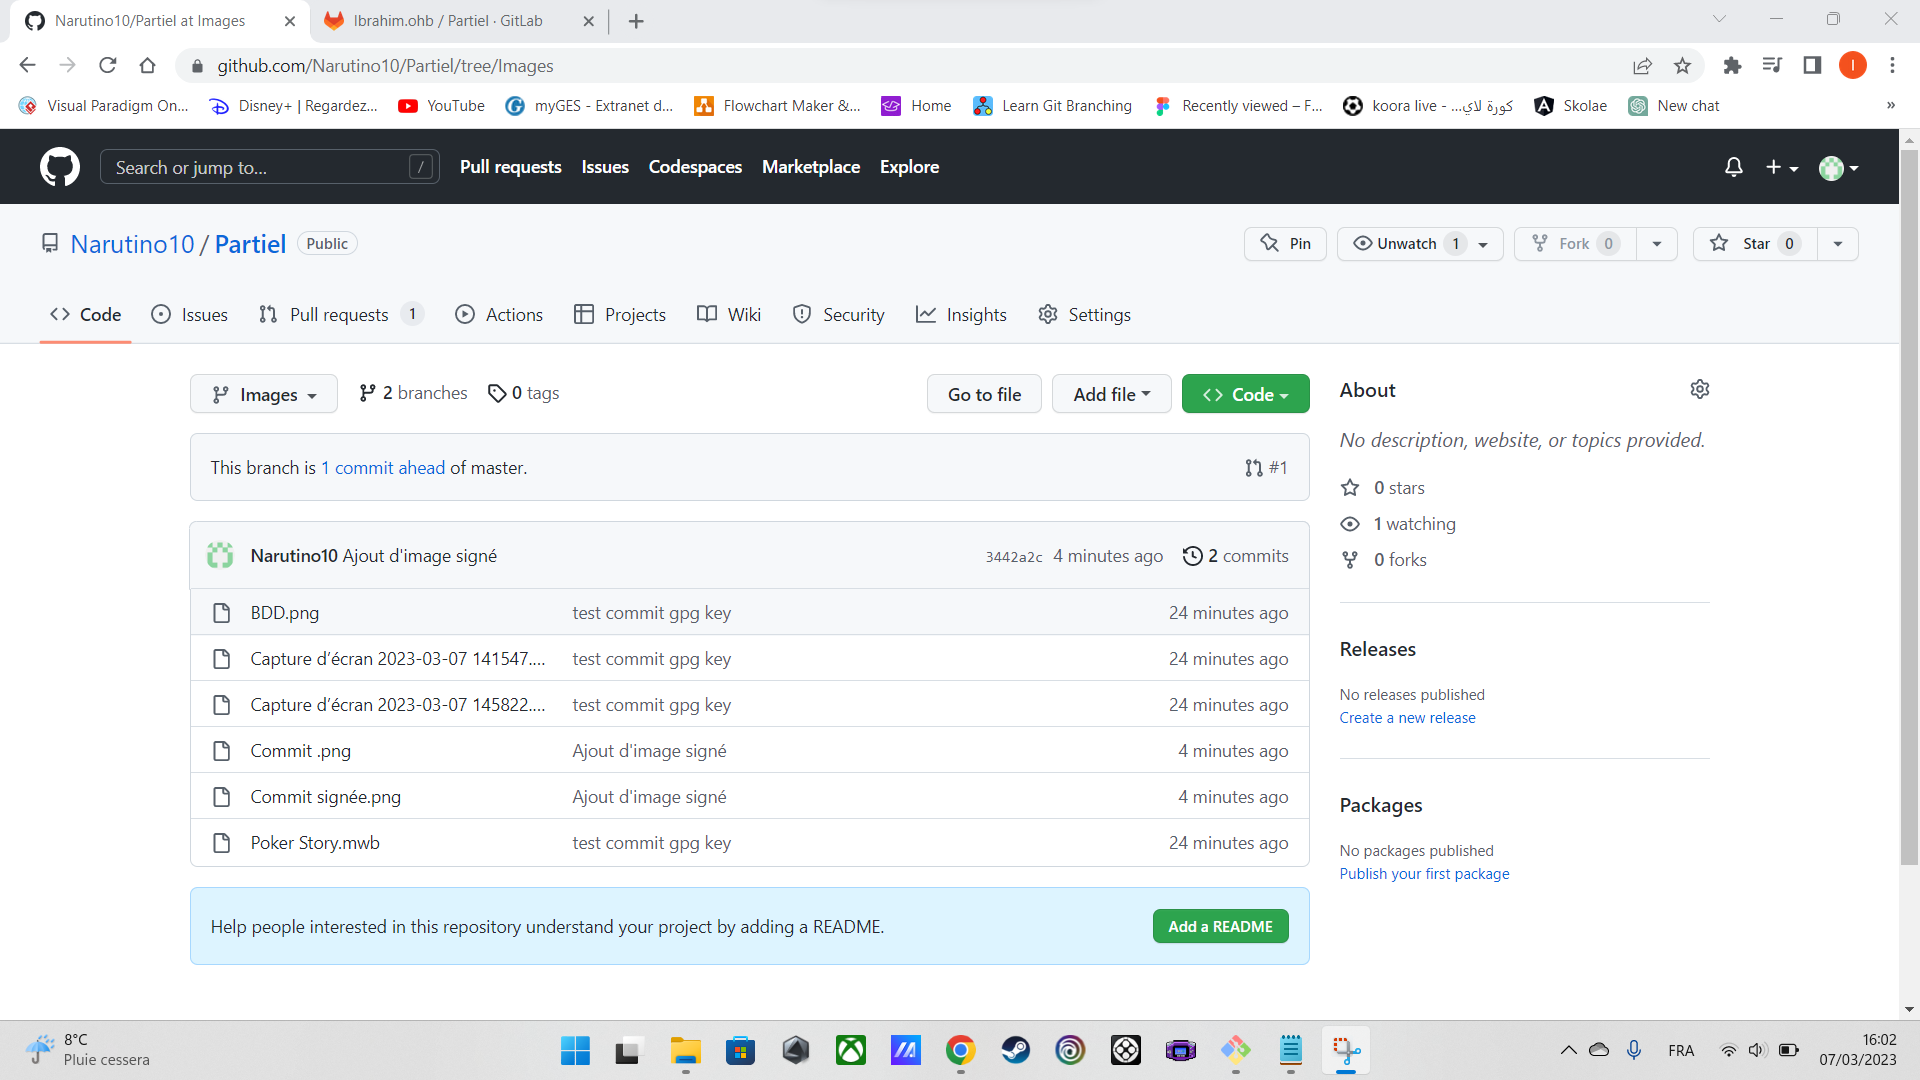 Narutino10/Partiel at Images
Ibrahim.ohb / Partiel · GitLab
github.com/Narutino10/Partiel/tree/Images
I
Visual Paradigm On...
Disney+ | Regardez...
YouTube
myGES - Extranet d...
Flowchart Maker &...
Home
Learn Git Branching
Recently viewed – F...
koora live - ...كورة لاي
Skolae
New chat
»
Search or jump to...
/
Pull requests
Issues
Codespaces
Marketplace
Explore
Narutino10 / Partiel
Public
Pin
Unwatch 1
Fork 0
Star 0
Code
Issues
Pull requests 1
Actions
Projects
Wiki
Security
Insights
Settings
Images
2 branches
0 tags
Go to file
Add file
Code
This branch is 1 commit ahead of master.
#1
Narutino10 Ajout d'image signé
3442a2c 4 minutes ago
2 commits
BDD.png
test commit gpg key
24 minutes ago
Capture d’écran 2023-03-07 141547....
test commit gpg key
24 minutes ago
Capture d’écran 2023-03-07 145822....
test commit gpg key
24 minutes ago
Commit .png
Ajout d'image signé
4 minutes ago
Commit signée.png
Ajout d'image signé
4 minutes ago
Poker Story.mwb
test commit gpg key
24 minutes ago
Help people interested in this repository understand your project by adding a README.
Add a README
About
No description, website, or topics provided.
0 stars
1 watching
0 forks
Releases
No releases published
Create a new release
Packages
No packages published
Publish your first package
8°C
Pluie cessera
FRA
16:02
07/03/2023